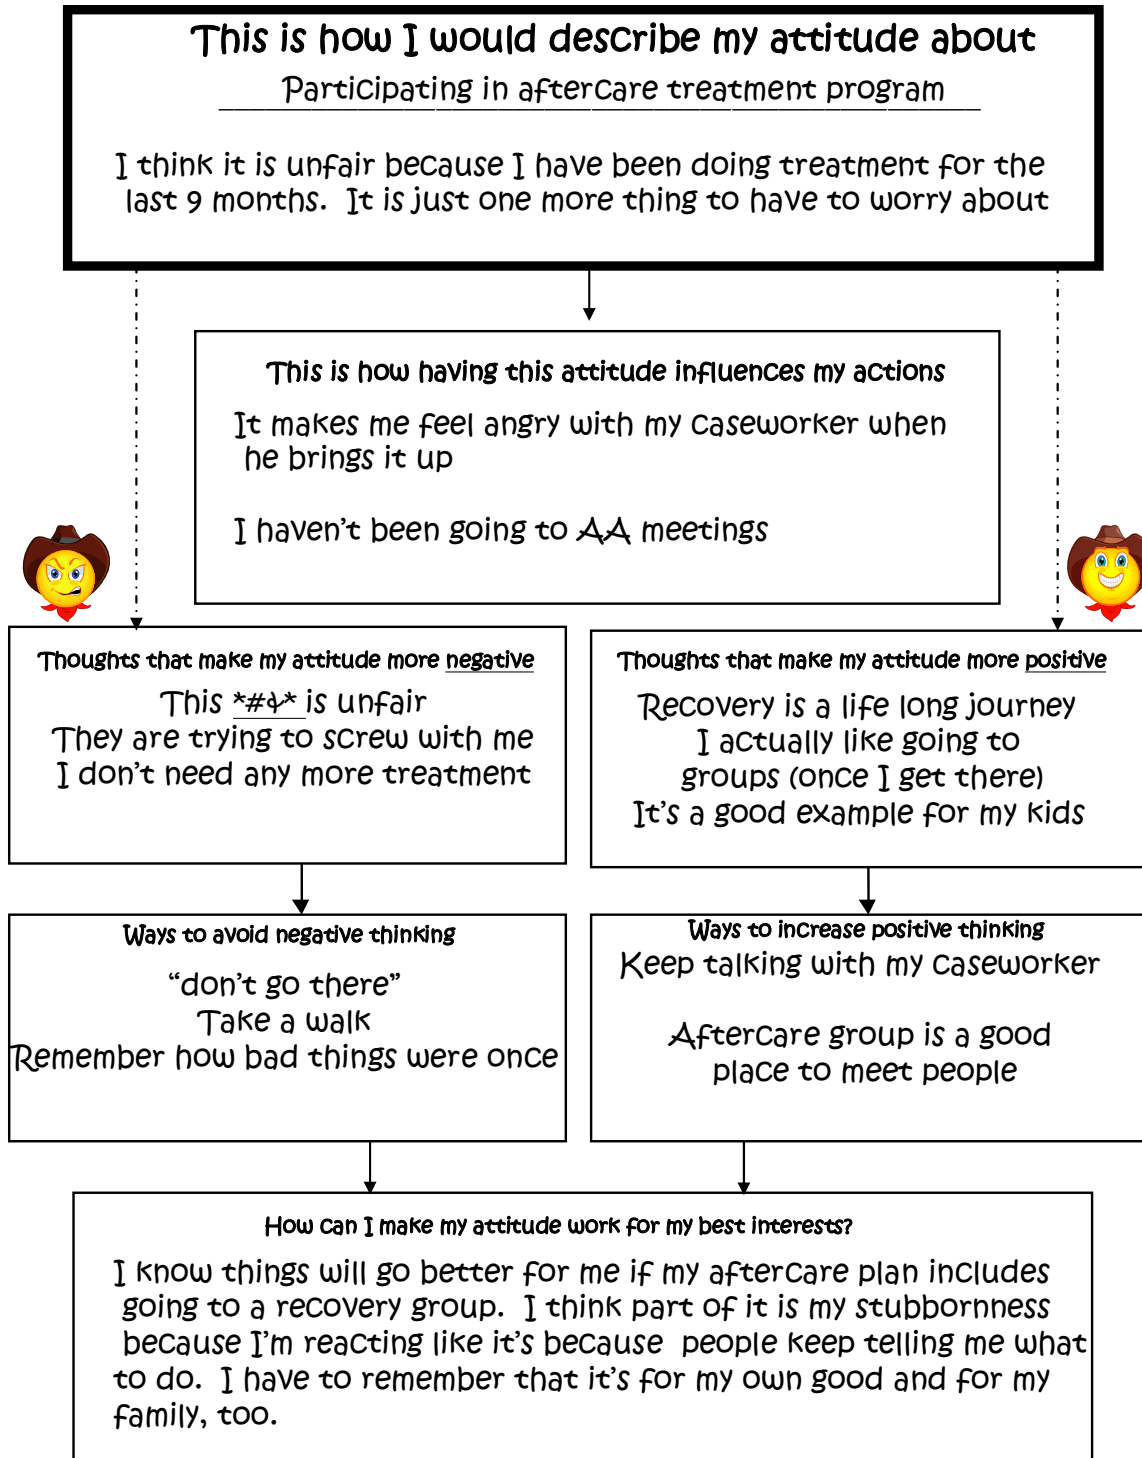 This is how I would describe my attitude about
Participating in aftercare treatment program
I think it is unfair because I have been doing treatment for the
last 9 months.  It is just one more thing to have to worry about
This is how having this attitude influences my actions
It makes me feel angry with my caseworker when
he brings it up
I haven't been going to AA meetings
Thoughts that make my attitude more negative
This *#&* is unfair
They are trying to screw with me
I don't need any more treatment
Thoughts that make my attitude more positive
Recovery is a life long journey
I actually like going to
groups (once I get there)
It's a good example for my kids
Ways to avoid negative thinking
“don't go there”
Take a walk
Remember how bad things were once
Ways to increase positive thinking
Keep talking with my caseworker
Aftercare group is a good
place to meet people
How can I make my attitude work for my best interests?
I know things will go better for me if my aftercare plan includes
going to a recovery group.  I think part of it is my stubbornness
because I'm reacting like it's because  people keep telling me what
to do.  I have to remember that it's for my own good and for my
family, too.